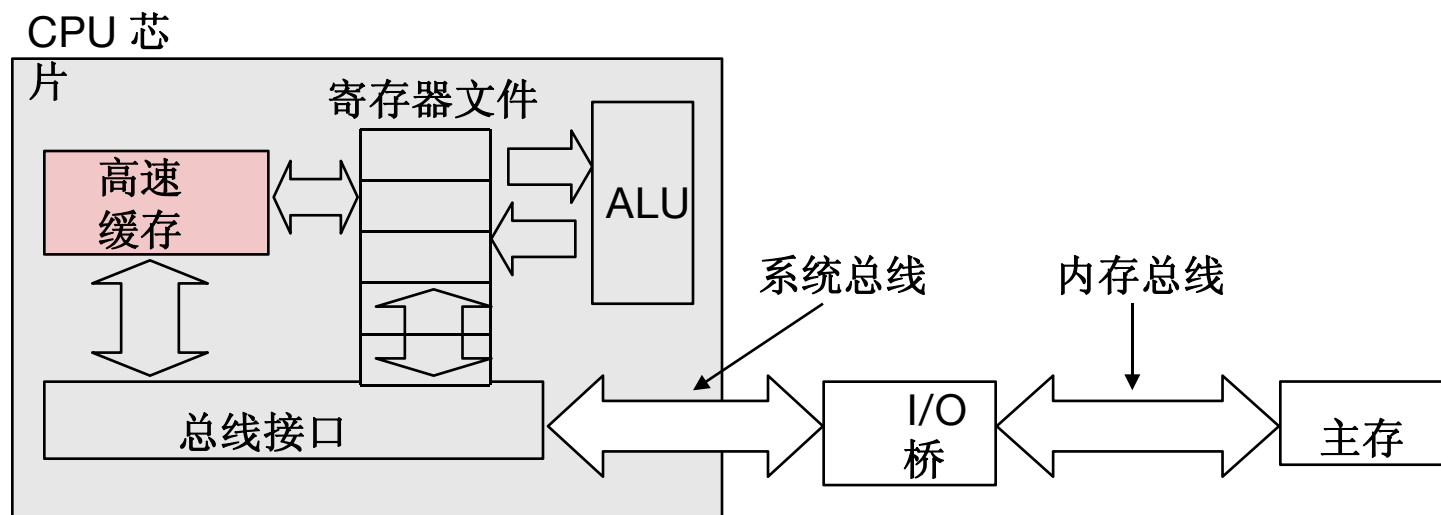 CPU 芯
片
寄存器文件
高速
缓存
ALU
系统总线
内存总线
总线接口
I/O
桥
主存